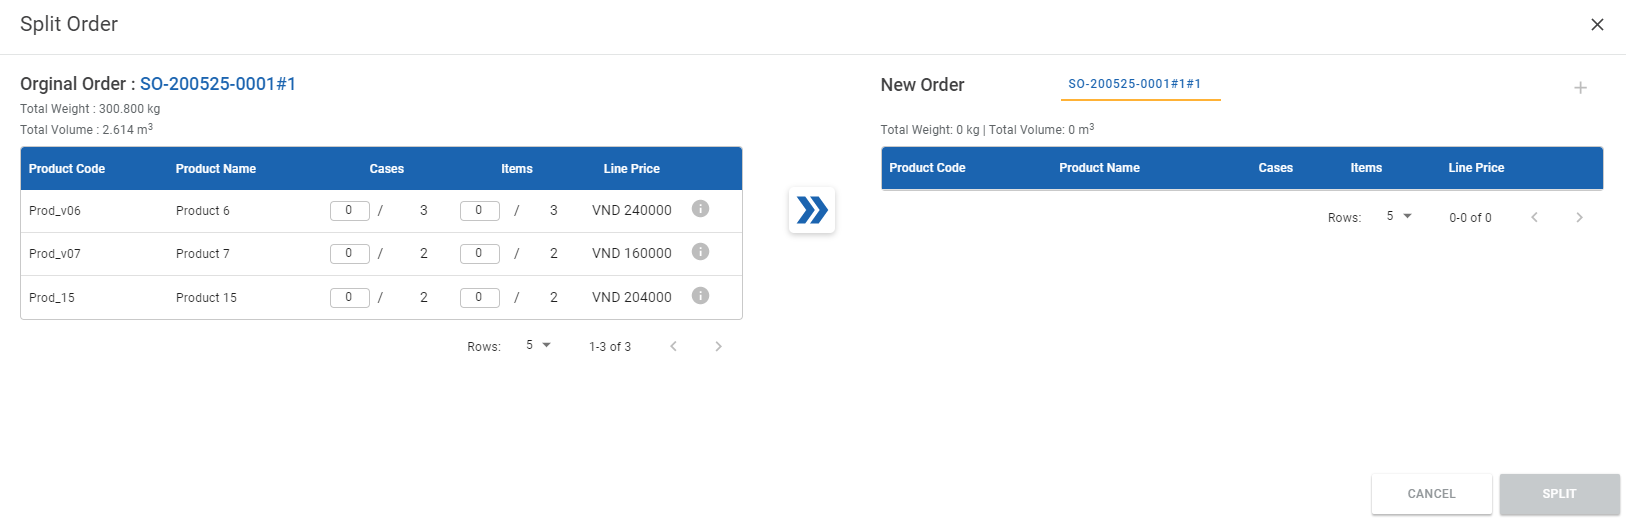 Split Order
Orginal Order : SO-200525-0001#1
Total Weight : 300.800 kg
Total Volume : 2.614 m3
Product Code Product Name Cases Items Line Price
Prod_v06 Product 6 0 / 3 0 / 3 VND 240000
Prod_v07 Product 7 0 / 2 0 / 2 VND 160000
Prod_15 Product 15 0 / 2 0 / 2 VND 204000
Rows: 5 1-3 of 3
New Order SO-200525-0001#1#1
Total Weight: 0 kg | Total Volume: 0 m3
Product Code Product Name Cases Items Line Price
Rows: 5 0-0 of 0
CANCEL SPLIT